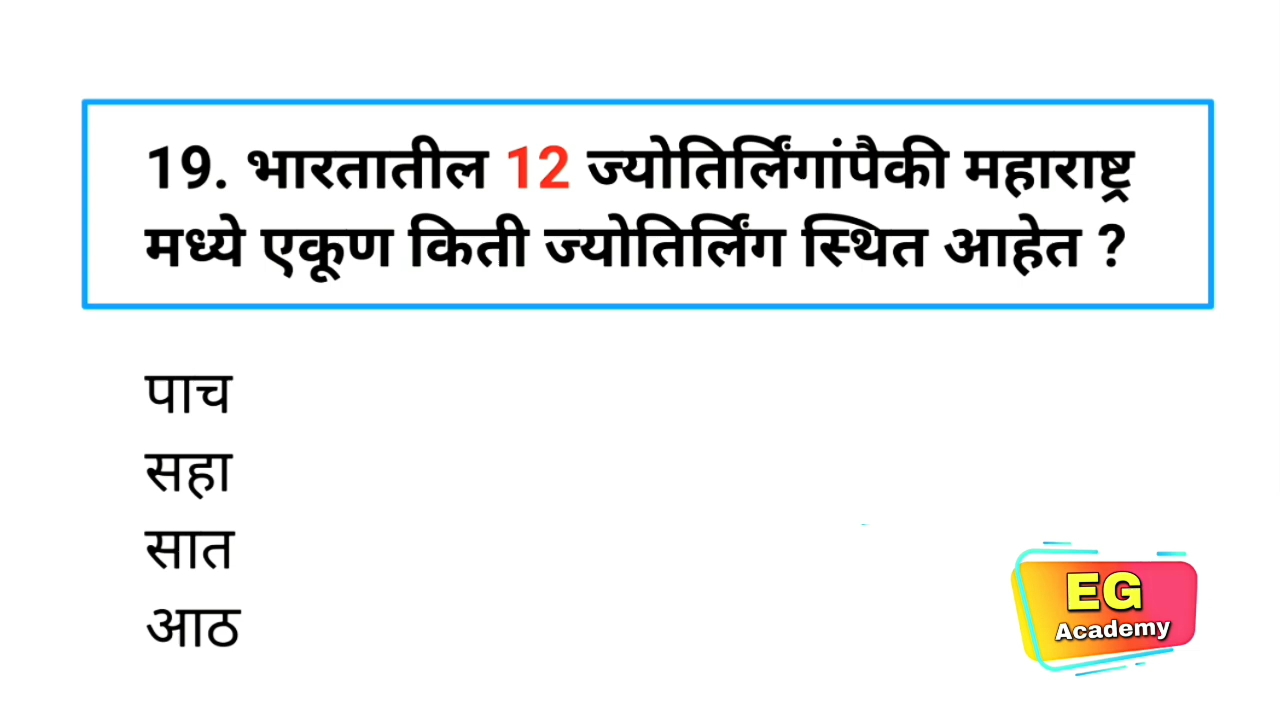 19. भारतातील 12 ज्योतिर्लिंगांपैकी महाराष्ट्र
मध्ये एकूण किती ज्योतिर्लिंग स्थित आहेत ?
पाच
सहा
सात
आठ
EG
Academy